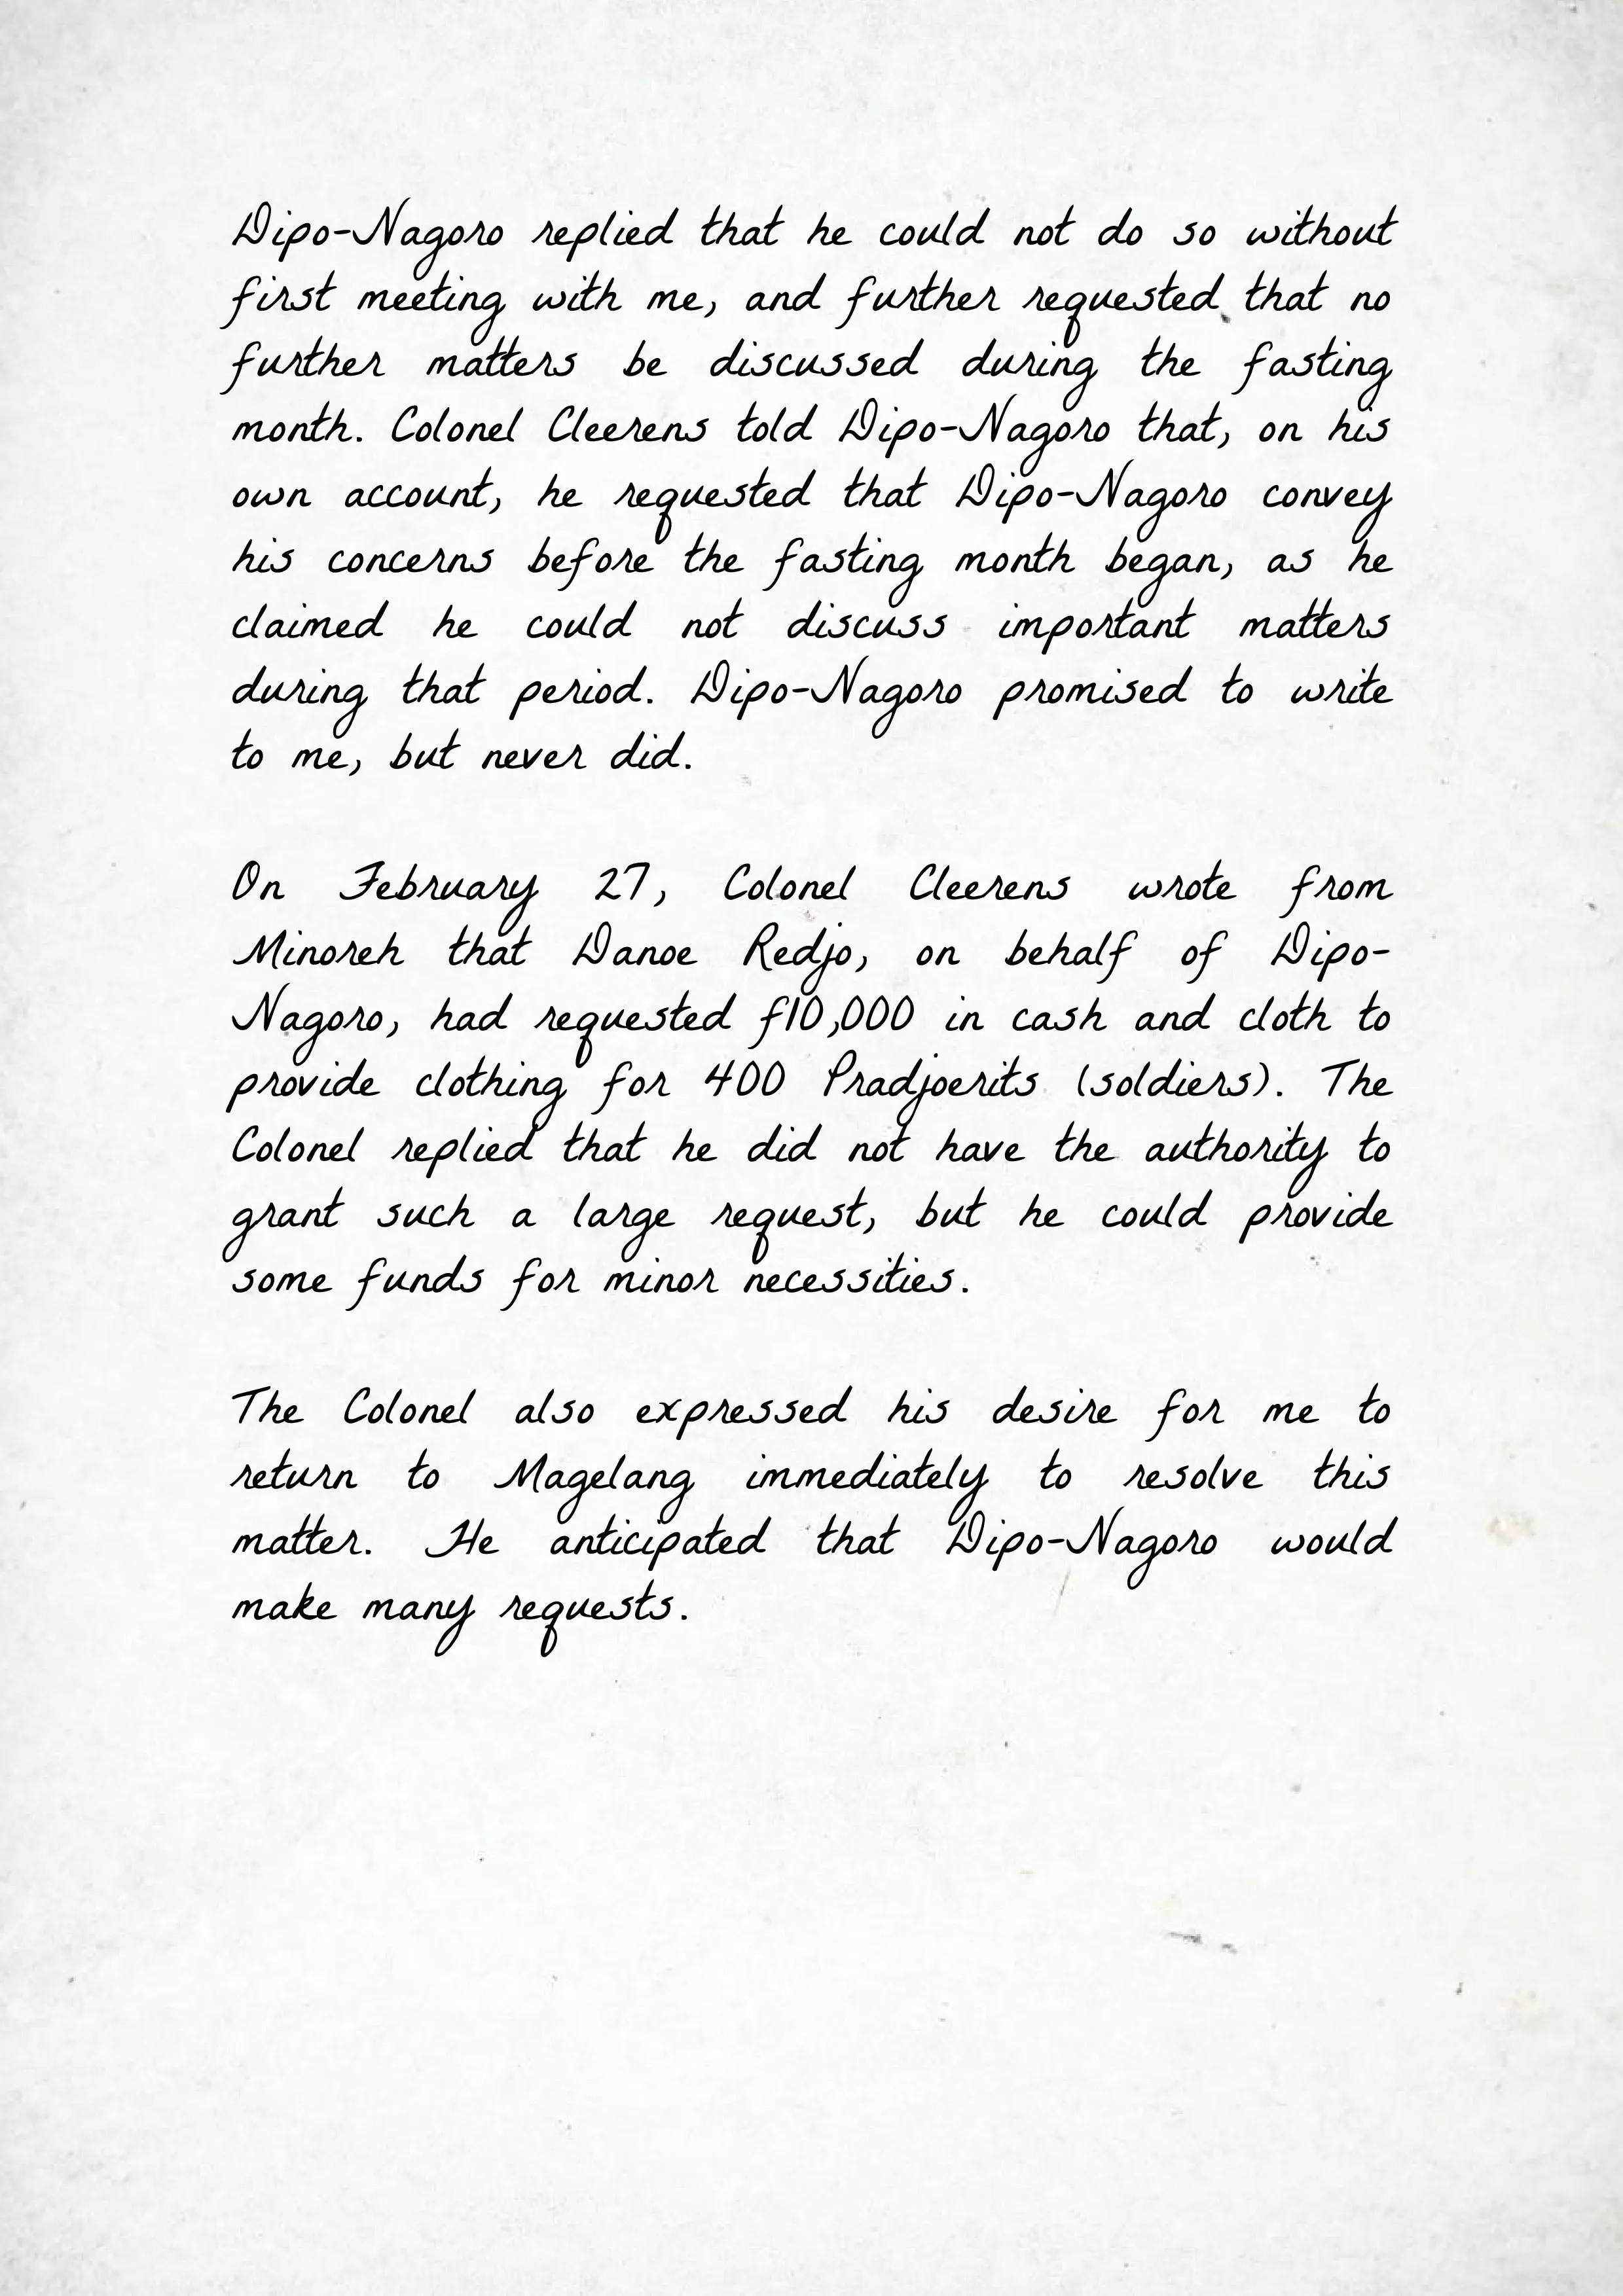 Dipo-Nagoro replied that he could not do so without
first meeting with me, and further requested that no
further matters be discussed during the fasting
month. Colonel Cleerens told Dipo-Nagoro that, on his
own account, he requested that Dipo-Nagoro convey
his concerns before the fasting month began, as he
claimed he could not discuss important matters
during that period. Dipo-Nagoro promised to write
to me, but never did.
On February 27, Colonel Cleerens wrote from
Minoreh that Danoe Redjo, on behalf of Dipo-
Nagoro, had requested f10,000 in cash and cloth to
provide clothing for 400 Pradjoerits (soldiers). The
Colonel replied that he did not have the authority to
grant such a large request, but he could provide
some funds for minor necessities.
The Colonel also expressed his desire for me to
return to Magelang immediately to resolve this
matter. He anticipated that Dipo-Nagoro would
make many requests.